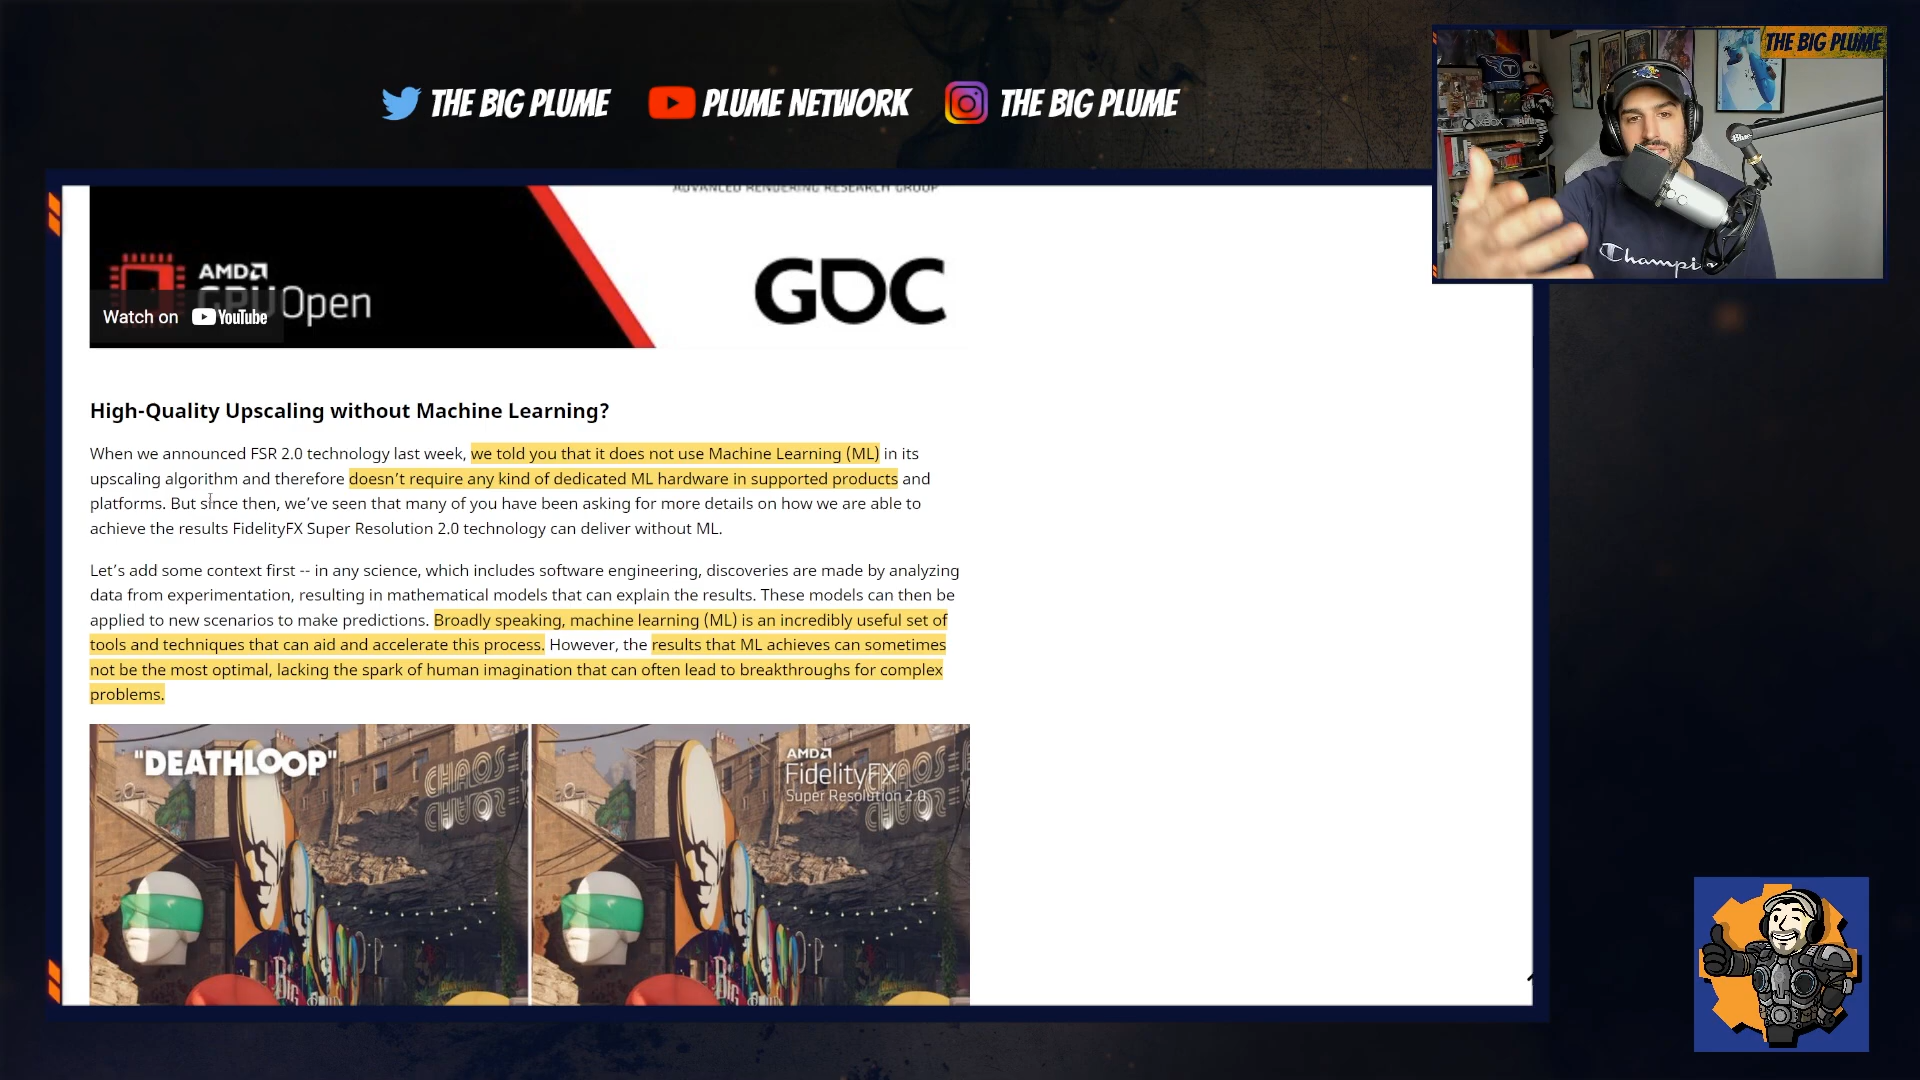 THE BIG PLUME
PLUME NETWORK
THE BIG PLUME
THE BIG PLUME
XBOX
Blue
Champi
ADVANCED RENDERING RESEARCH GROUP
AMD
GPUOpen
GDC
Watch on YouTube
High-Quality Upscaling without Machine Learning?
When we announced FSR 2.0 technology last week, we told you that it does not use Machine Learning (ML) in its
upscaling algorithm and therefore doesn’t require any kind of dedicated ML hardware in supported products and
platforms. But since then, we’ve seen that many of you have been asking for more details on how we are able to
achieve the results FidelityFX Super Resolution 2.0 technology can deliver without ML.
Let’s add some context first -- in any science, which includes software engineering, discoveries are made by analyzing
data from experimentation, resulting in mathematical models that can explain the results. These models can then be
applied to new scenarios to make predictions. Broadly speaking, machine learning (ML) is an incredibly useful set of
tools and techniques that can aid and accelerate this process. However, the results that ML achieves can sometimes
not be the most optimal, lacking the spark of human imagination that can often lead to breakthroughs for complex
problems.
"DEATHLOOP"
CHAOS
AMD
FidelityFX
Super Resolution 2.0
CHAOS